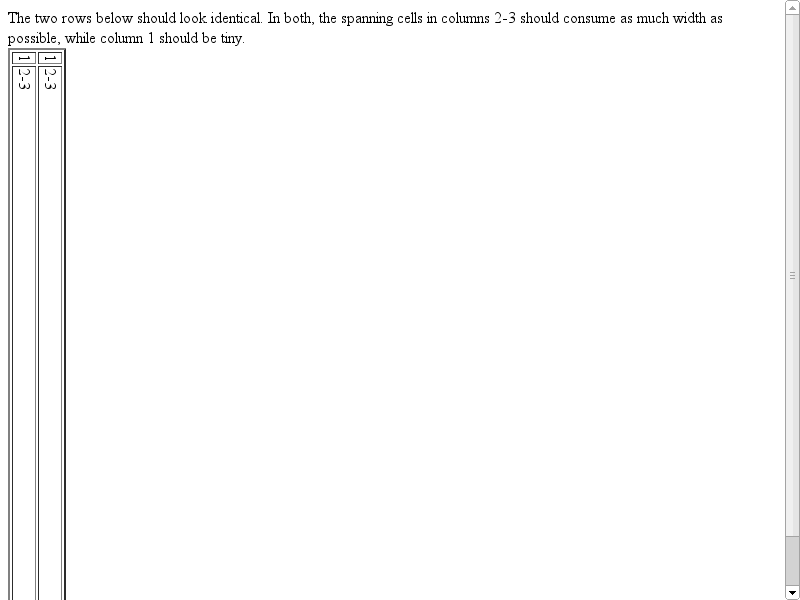 The two rows below should look identical. In both, the spanning cells in columns 2-3 should consume as much width as
possible, while column 1 should be tiny.
1 2-3
1 2-3